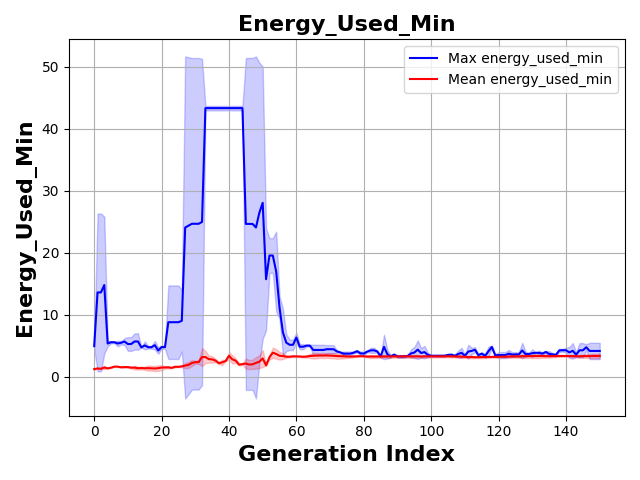 Energy_Used_Min
Max energy_used_min
Mean energy_used_min
Energy_Used_Min
50
40
30
20
10
0
0 20 40 60 80 100 120 140
Generation Index